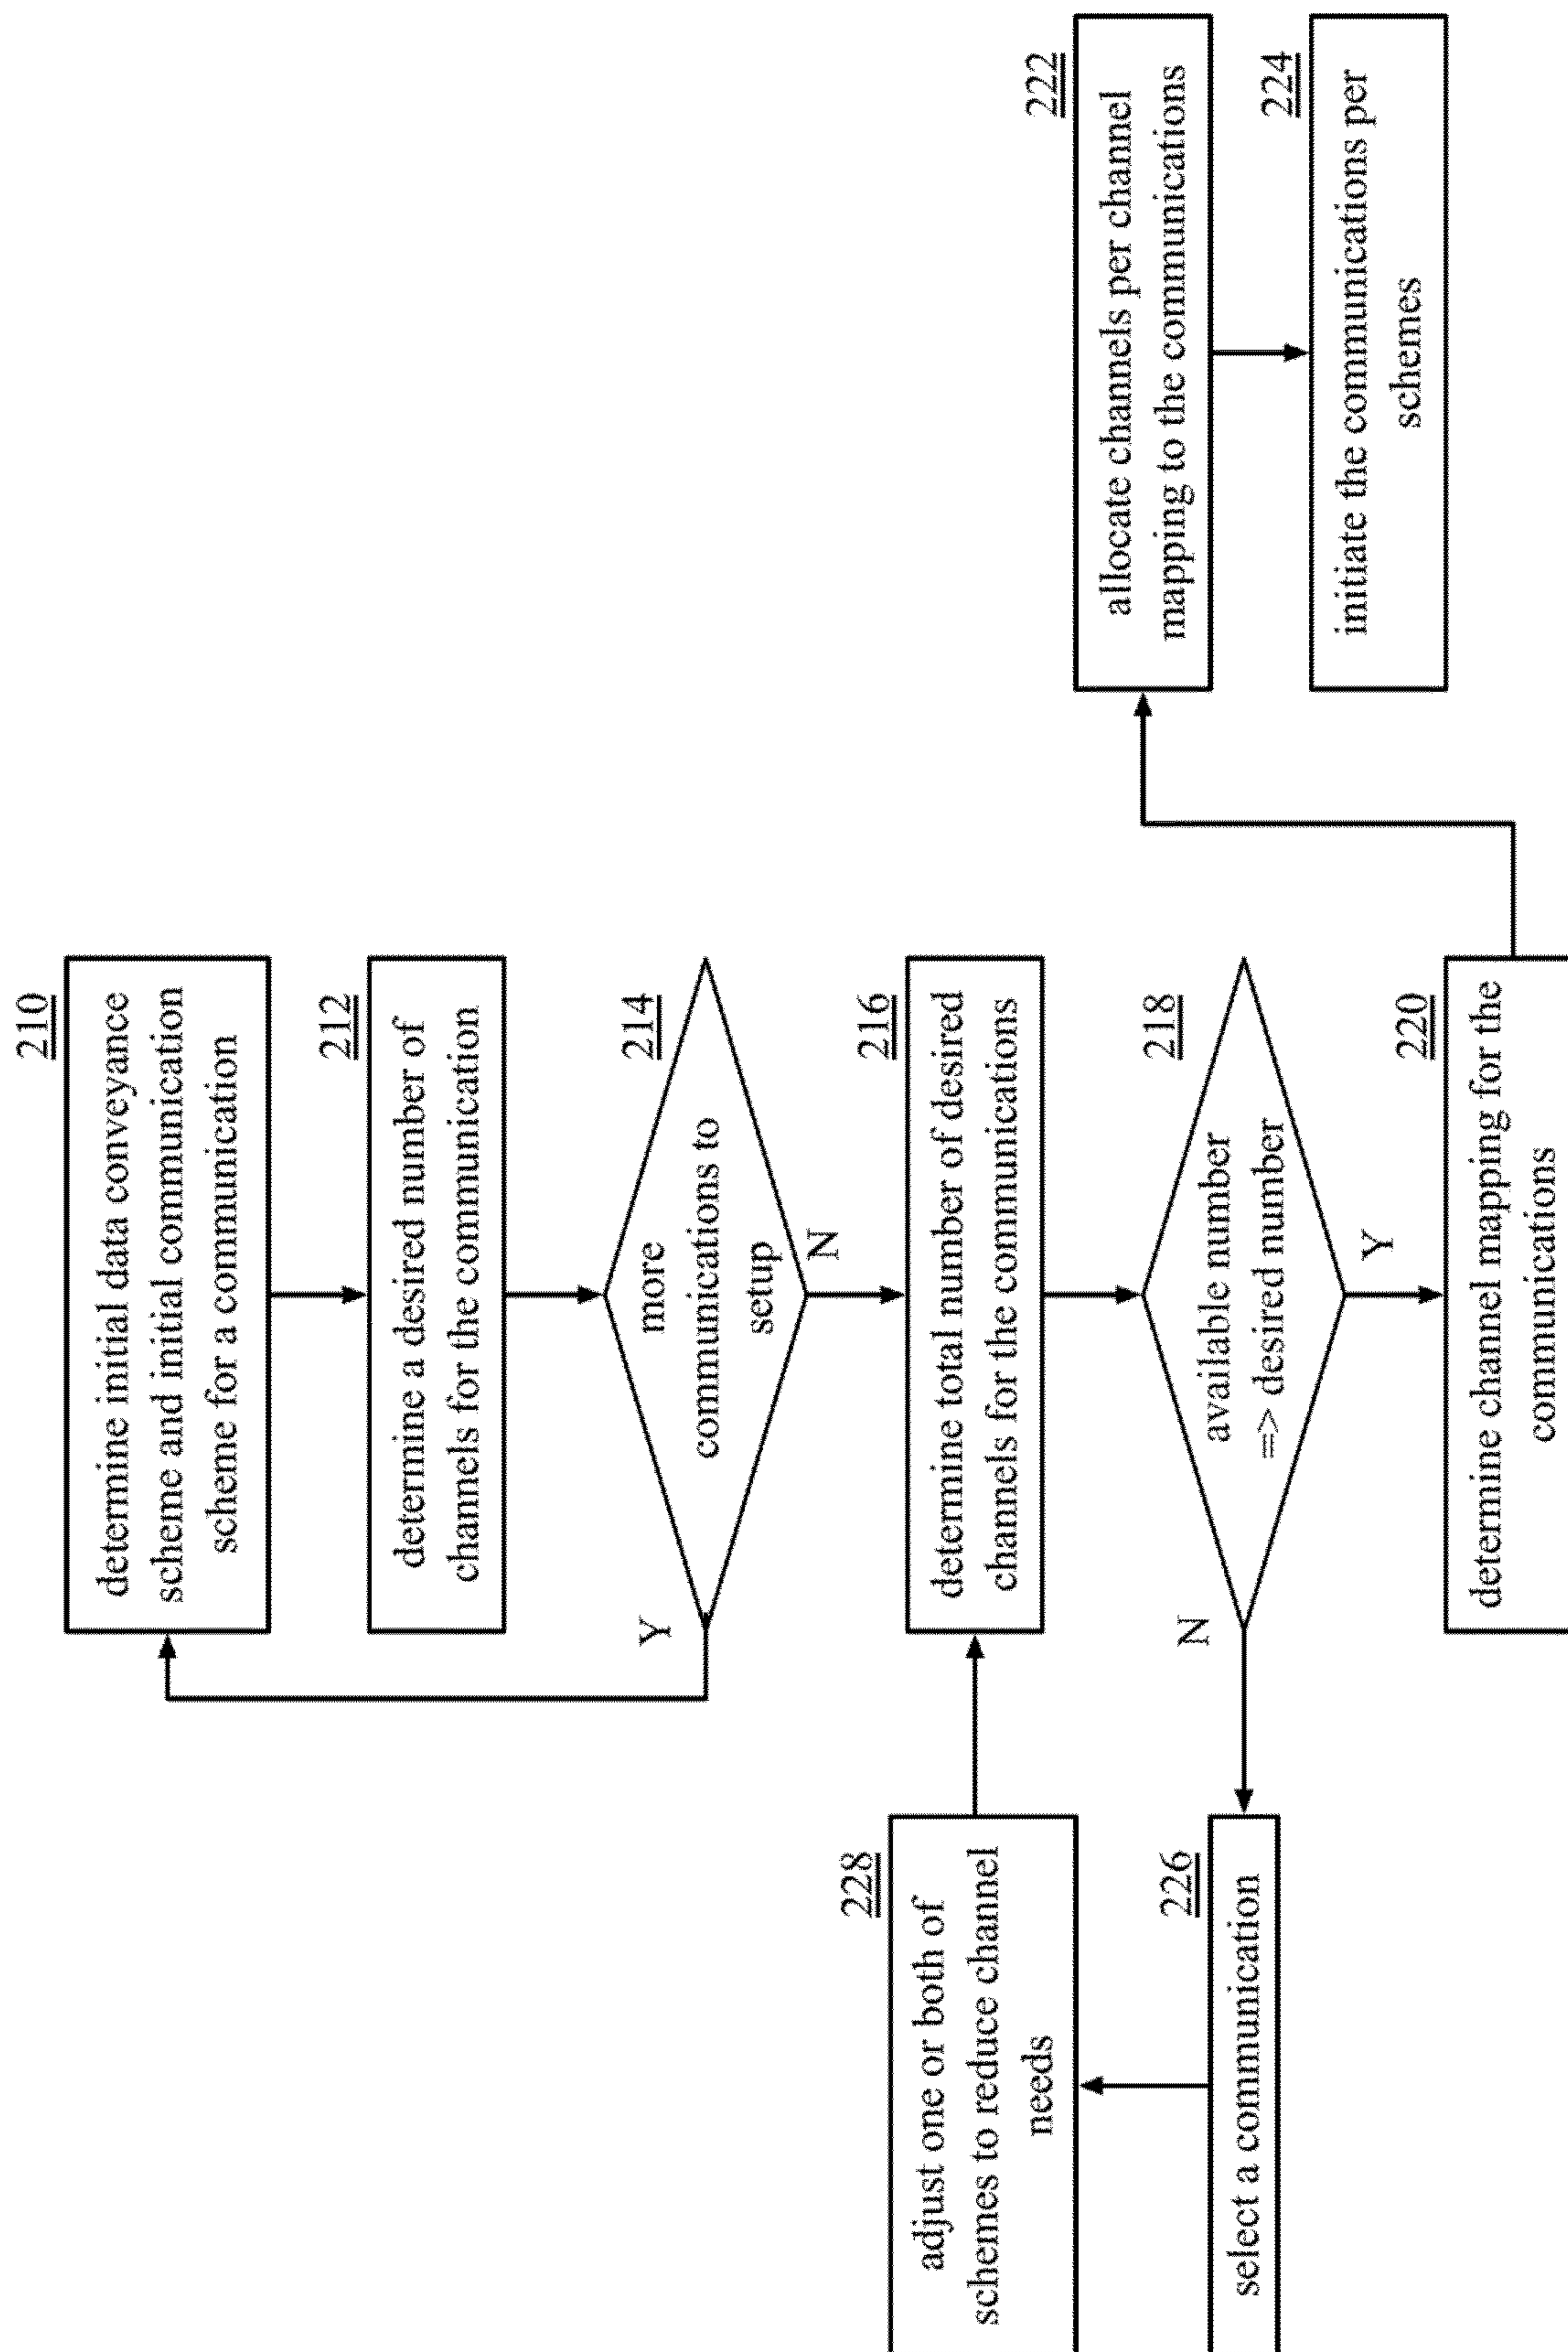 210
determine initial data conveyance
scheme and initial communication
scheme for a communication
212
determine a desired number of
channels for the communication
214
more
communications to
setup
Y
N
216
determine total number of desired
channels for the communications
218
available number
=> desired number
N
Y
220
determine channel mapping for the
communications
222
allocate channels per channel
mapping to the communications
224
initiate the communications per
schemes
228
adjust one or both of
schemes to reduce channel
needs
226
select a communication